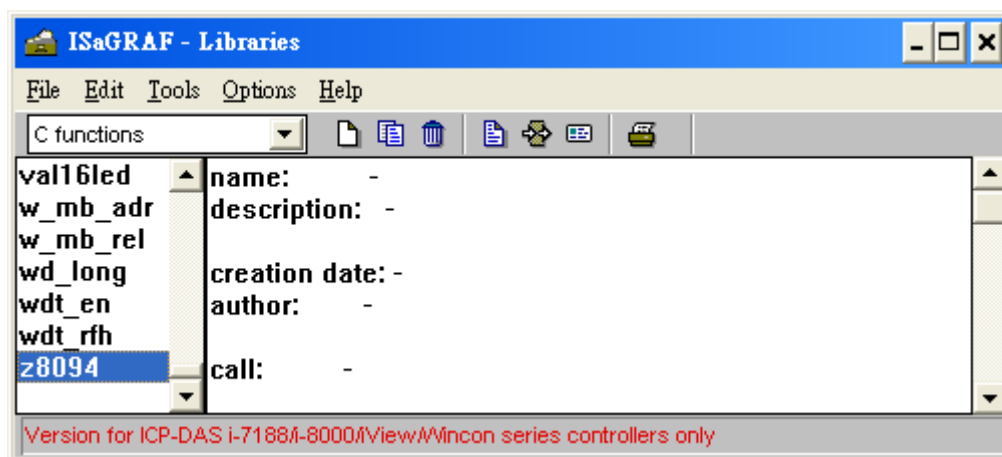 ISaGRAF - Libraries
File Edit Tools Options Help
C functions
val16led
w_mb_adr
w_mb_rel
wd_long
wdt_en
wdt_rfh
z8094
name: -
description: -
creation date: -
author: -
call: -
Version for ICP-DAS i-7188/i-8000/iView/Wincon series controllers only